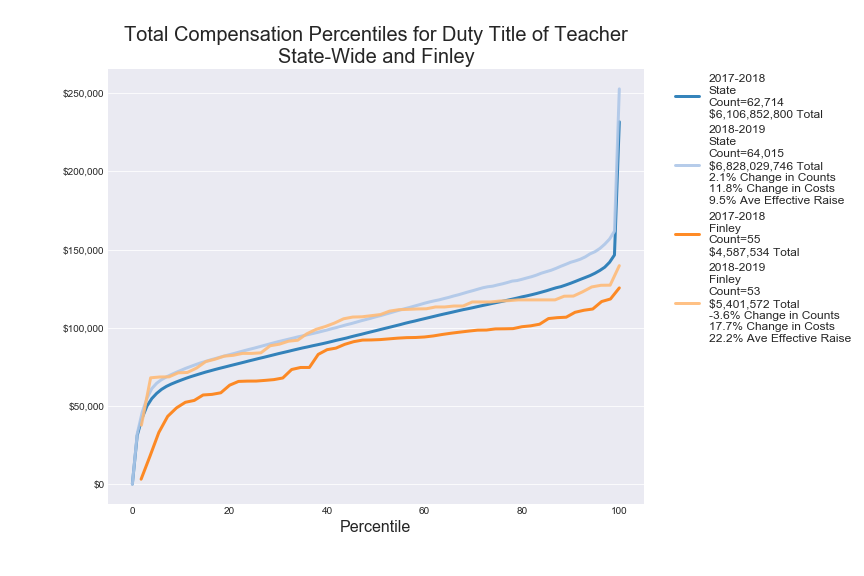 Total Compensation Percentiles for Duty Title of Teacher
State-Wide and Finley
$250,000
$200,000
$150,000
$100,000
$50,000
$0
0
20
40
60
80
100
Percentile
2017-2018
State
Count=62,714
$6,106,852,800 Total
2018-2019
State
Count=64,015
$6,828,029,746 Total
2.1% Change in Counts
11.8% Change in Costs
9.5% Ave Effective Raise
2017-2018
Finley
Count=55
$4,587,534 Total
2018-2019
Finley
Count=53
$5,401,572 Total
-3.6% Change in Counts
17.7% Change in Costs
22.2% Ave Effective Raise